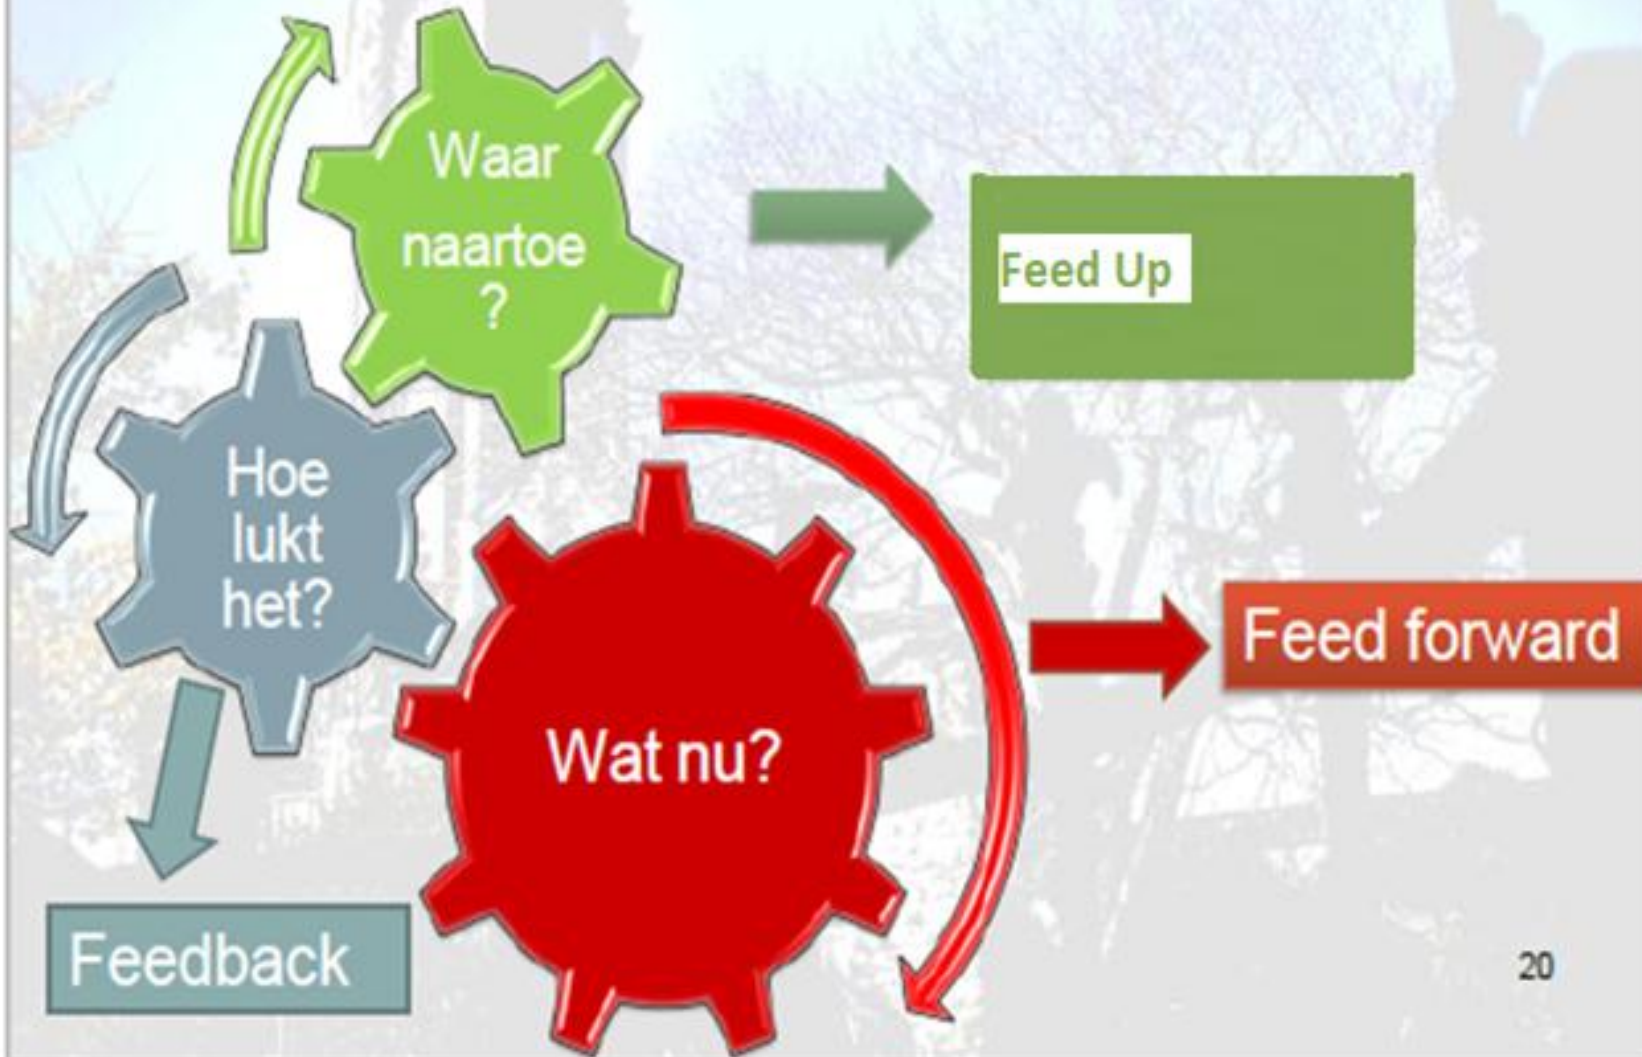 Waar
naartoe
?
Feed Up
Hoe
lukt
het?
Wat nu?
Feed forward
Feedback
20